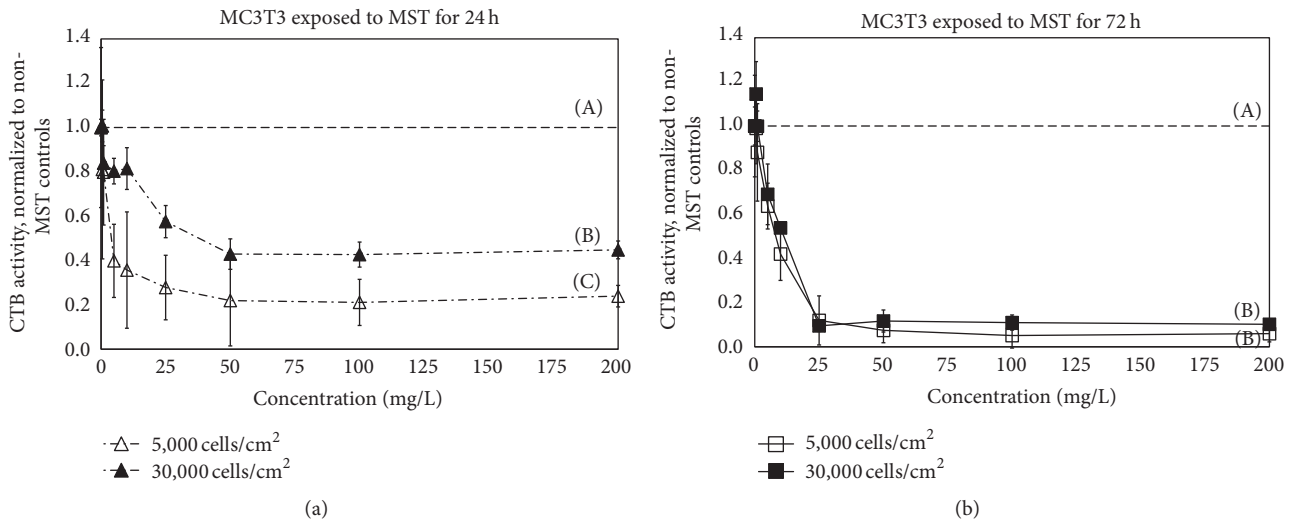 MC3T3 exposed to MST for 24 h
CTB activity, normalized to non-
MST controls
1.4
1.2
1.0
0.8
0.6
0.4
0.2
0.0
(A)
(B)
(C)
0 25 50 75 100 125 150 175 200
Concentration (mg/L)
5,000 cells/cm²
30,000 cells/cm²
(a)
MC3T3 exposed to MST for 72 h
CTB activity, normalized to non-
MST controls
1.4
1.2
1.0
0.8
0.6
0.4
0.2
0.0
(A)
(B)
(B)
0 25 50 75 100 125 150 175 200
Concentration (mg/L)
5,000 cells/cm²
30,000 cells/cm²
(b)